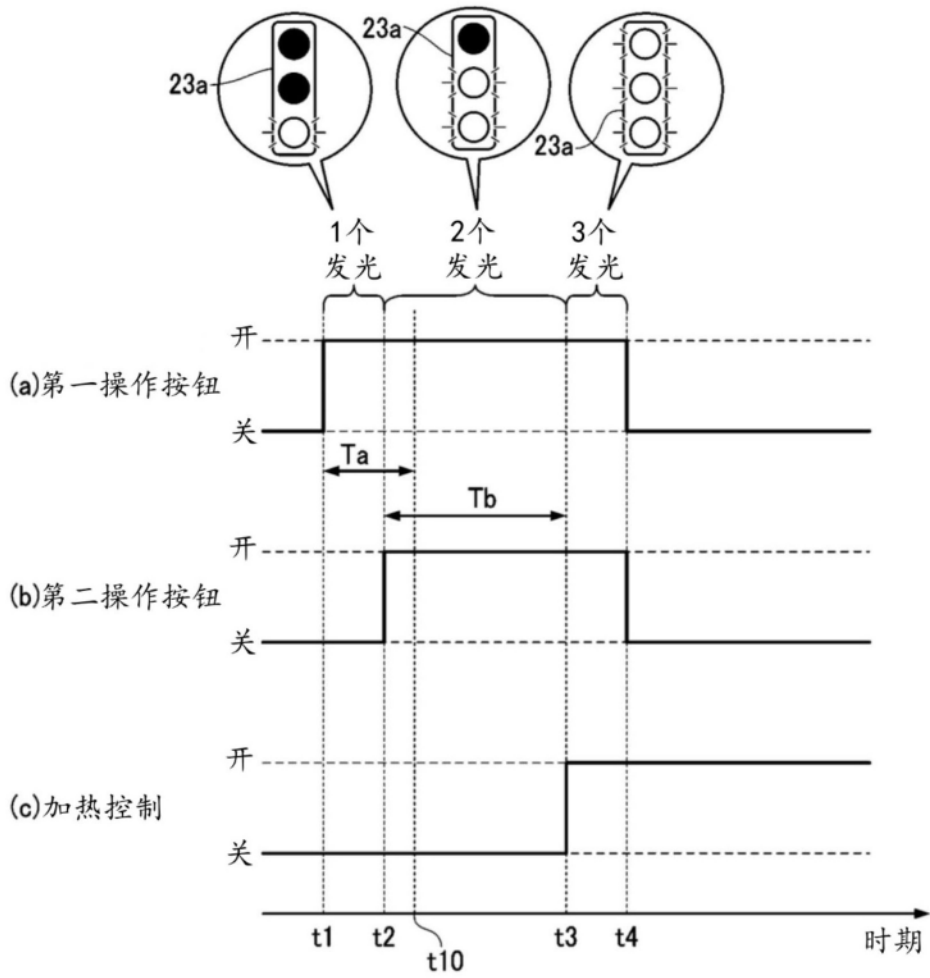 23a
23a
23a
1个
发光
2个
发光
3个
发光
开
(a)第一操作按钮
关
Ta
Tb
开
(b)第二操作按钮
关
开
(c)加热控制
关
t1
t2
t10
t3
t4
时期